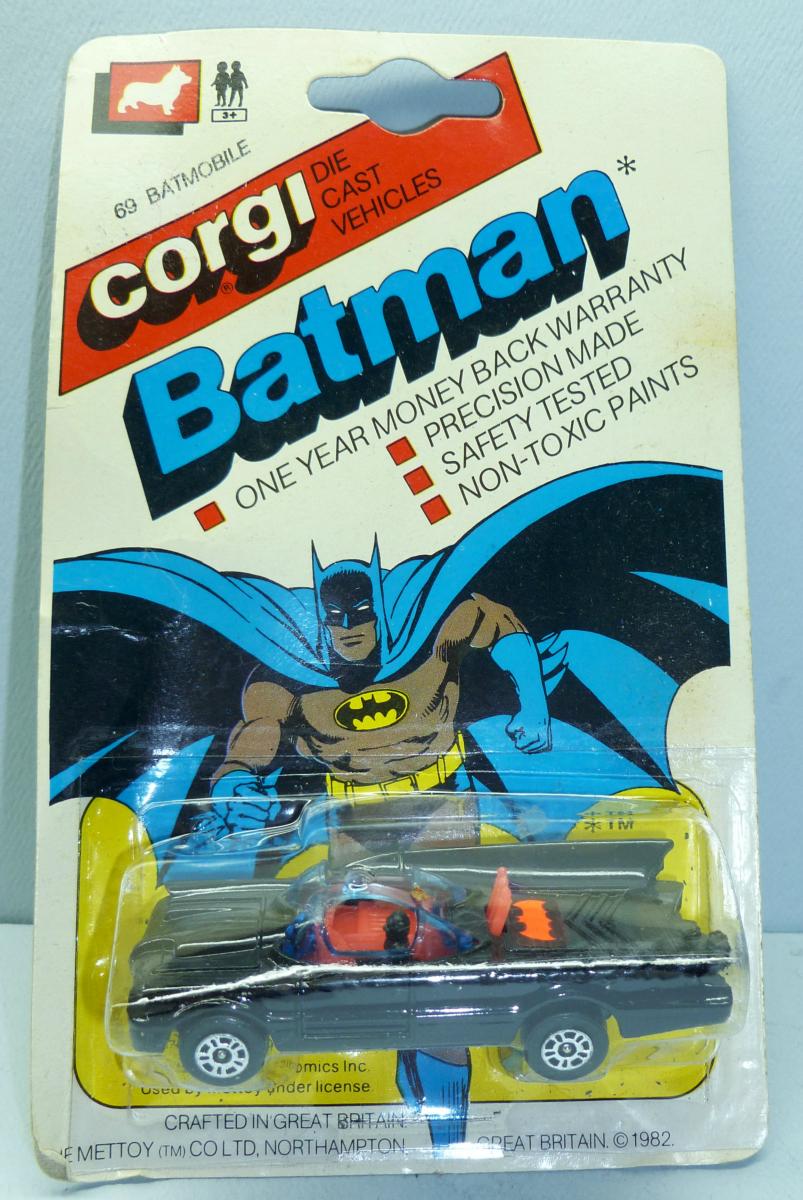 3+
69 BATMOBILE
corgi ®
DIE
CAST
VEHICLES
Batman*
ONE YEAR MONEY BACK WARRANTY
PRECISION MADE
SAFETY TESTED
NON-TOXIC PAINTS
*TM
omics Inc.
Used by Mettoy under license.
CRAFTED IN GREAT BRITAIN.
METTOY (TM) CO LTD, NORTHAMPTON GREAT BRITAIN. © 1982.